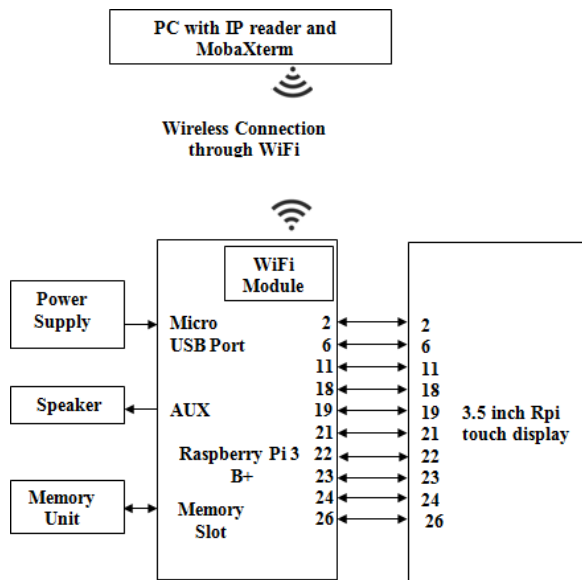 PC with IP reader and
MobaXterm
Wireless Connection
through WiFi
WiFi
Module
Power
Supply
Micro
USB Port
Speaker
AUX
Raspberry Pi 3
B+
Memory
Unit
Memory
Slot
2
6
11
18
19
21
22
23
24
26
2
6
11
18
19
21
22
23
24
26
3.5 inch Rpi
touch display